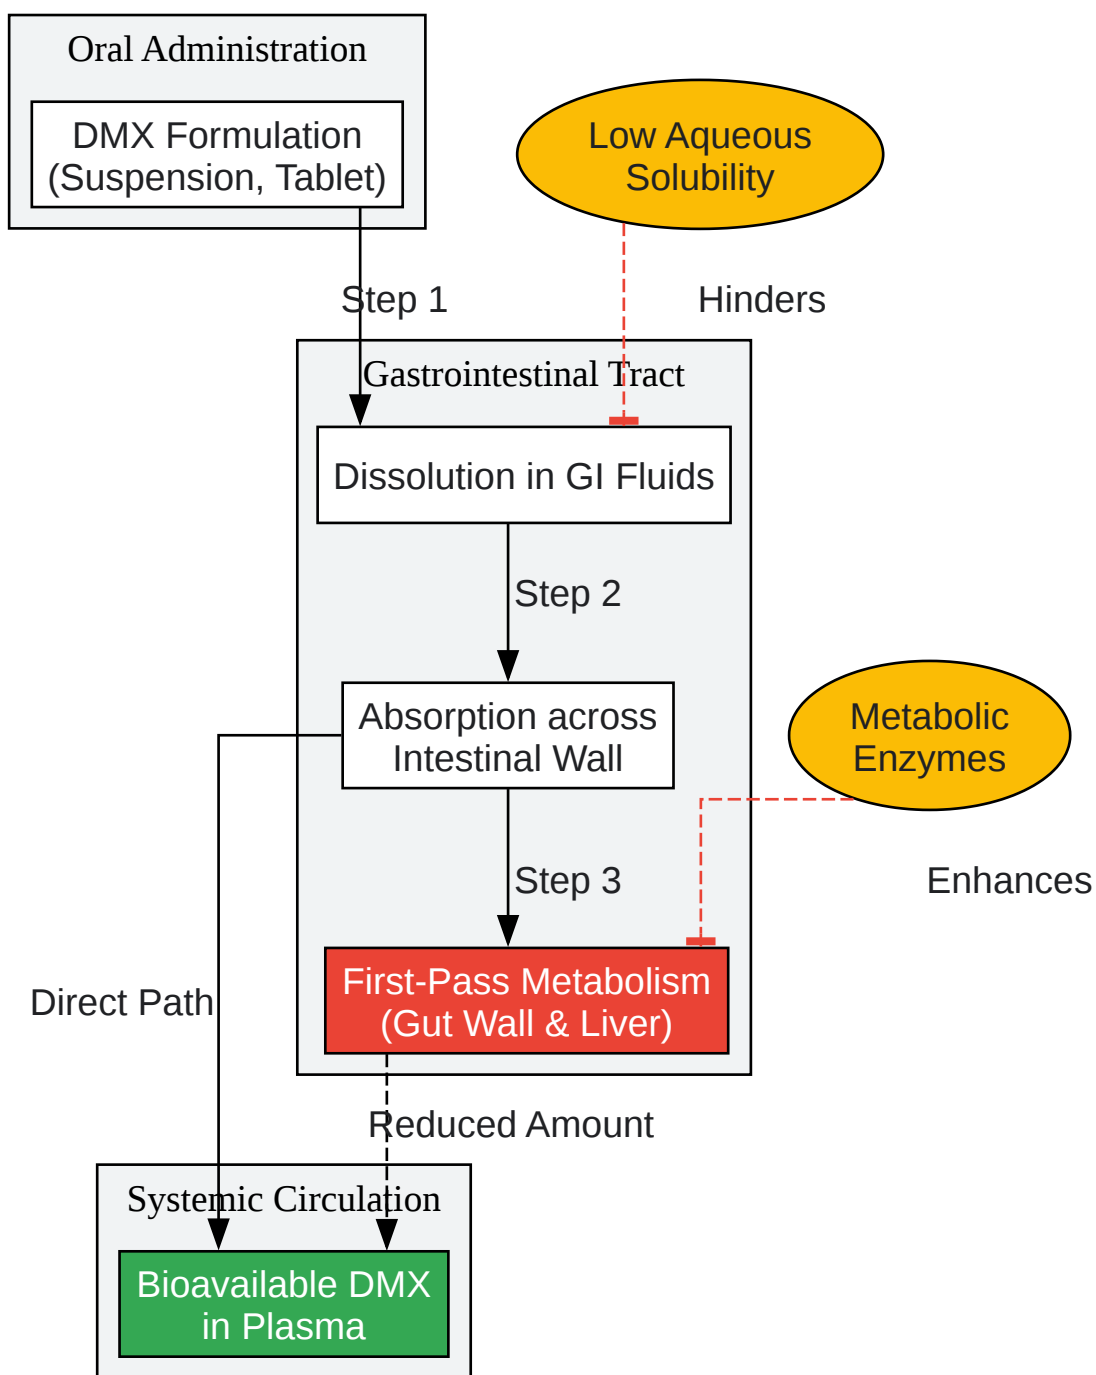 Oral Administration
DMX Formulation
(Suspension, Tablet)
Low Aqueous
Solubility
Step 1
Hinders
Gastrointestinal Tract
Dissolution in GI Fluids
Step 2
Absorption across
Intestinal Wall
Metabolic
Enzymes
Step 3
Enhances
First-Pass Metabolism
(Gut Wall & Liver)
Direct Path
Reduced Amount
Systemic Circulation
Bioavailable DMX
in Plasma